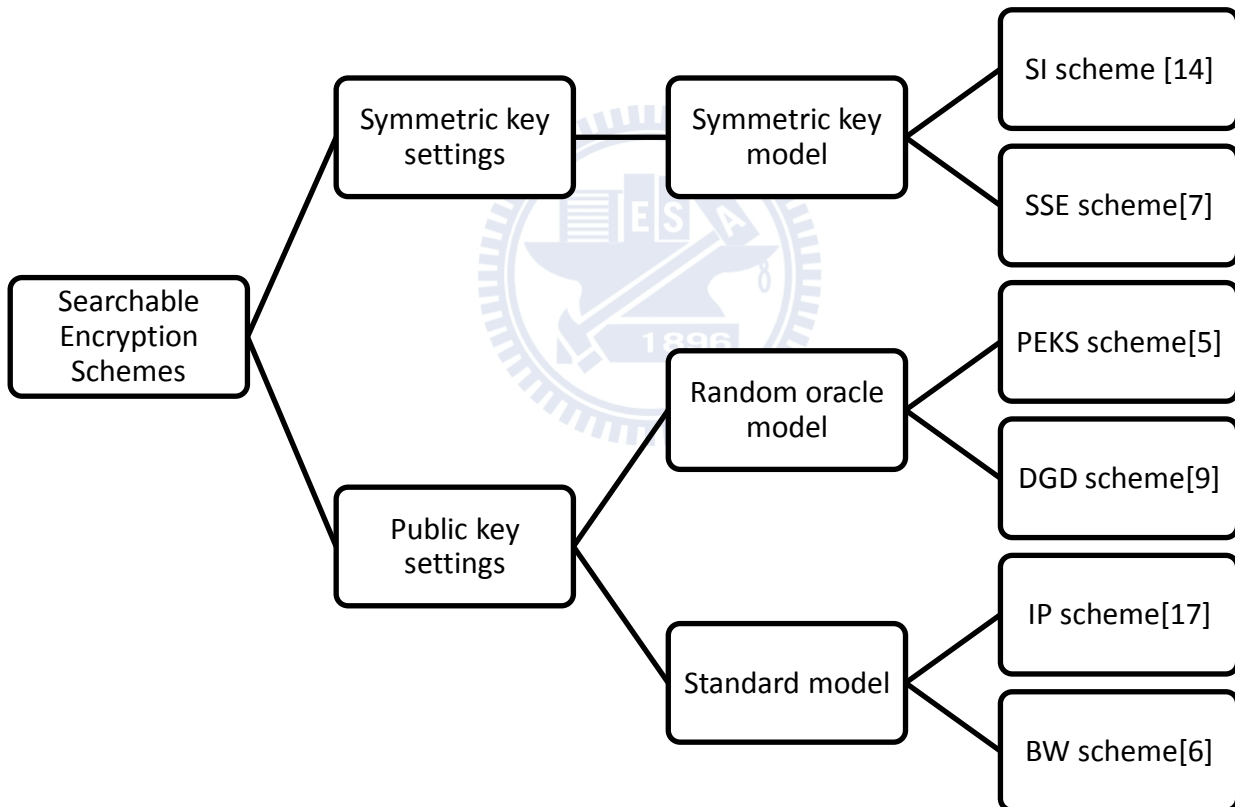 Searchable
Encryption
Schemes
Symmetric key
settings
Public key
settings
Symmetric key
model
Random oracle
model
Standard model
SI scheme [14]
SSE scheme[7]
PEKS scheme[5]
DGD scheme[9]
IP scheme[17]
BW scheme[6]
E S A
1896